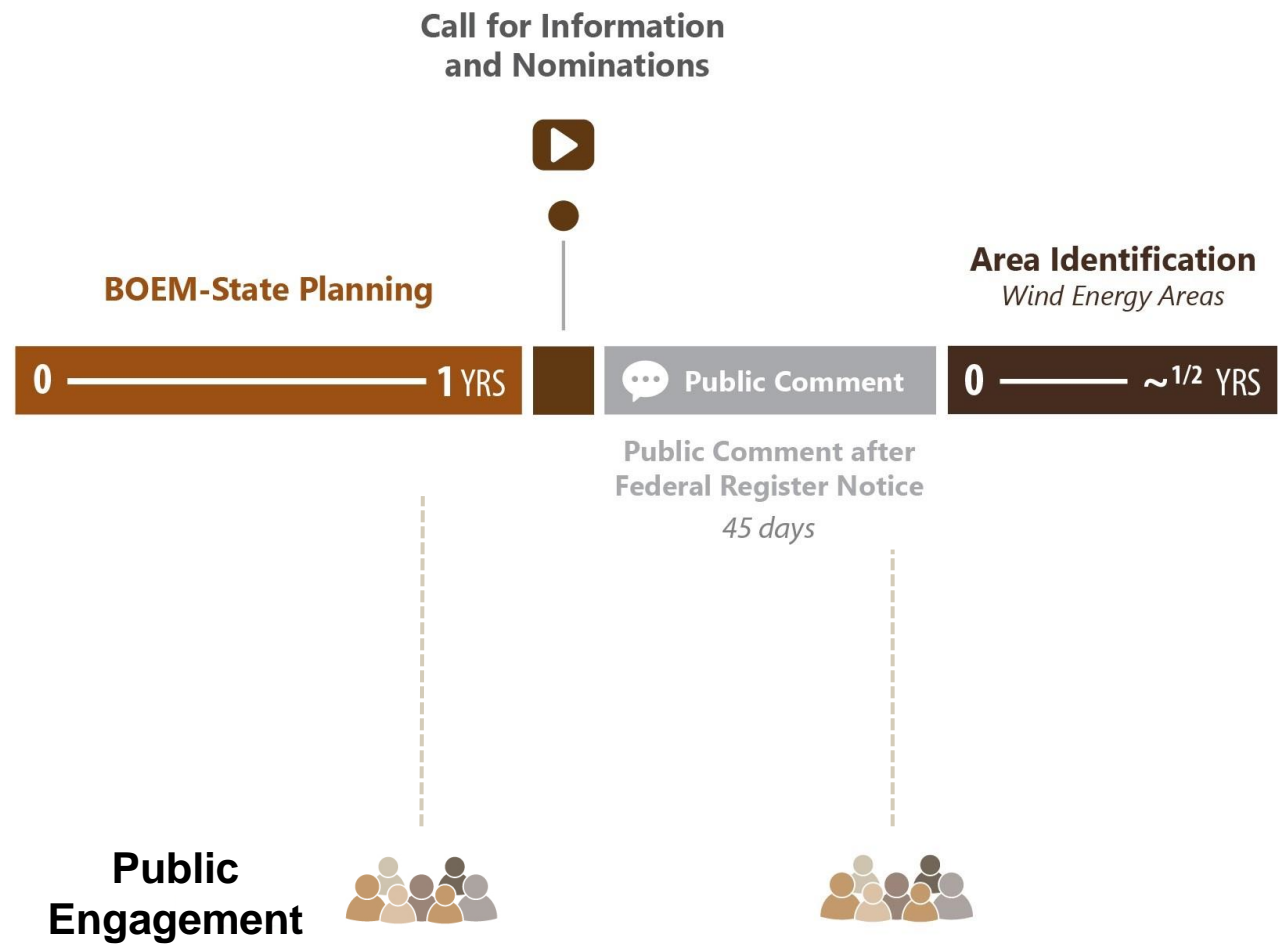 Call for Information
and Nominations
BOEM-State Planning
Area Identification
Wind Energy Areas
0 1 YRS
Public Comment
0 ~1/2 YRS
Public Comment after
Federal Register Notice
45 days
Public
Engagement